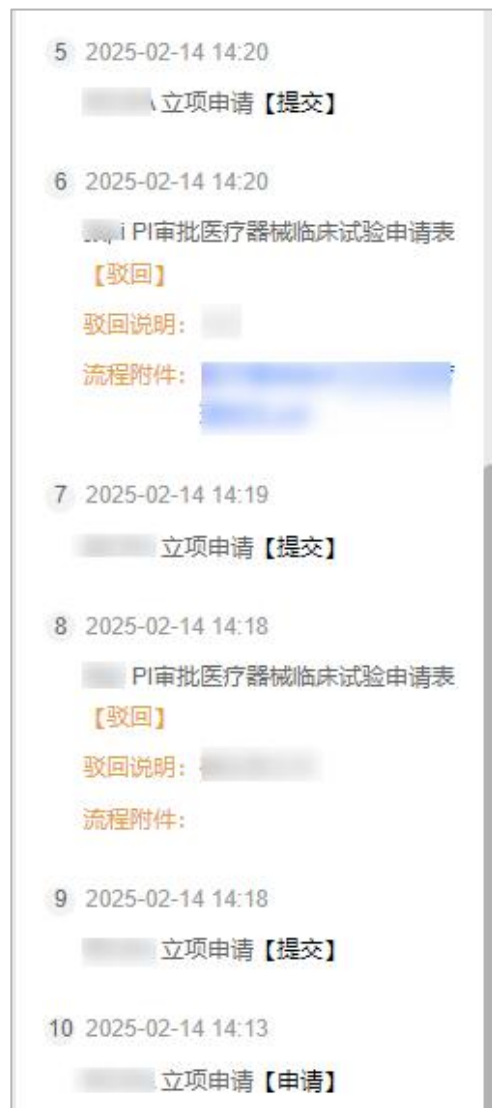 5 2025-02-14 14:20
立项申请【提交】
6 2025-02-14 14:20
PI审批医疗器械临床试验申请表
【驳回】
驳回说明：
流程附件：
7 2025-02-14 14:19
立项申请【提交】
8 2025-02-14 14:18
PI审批医疗器械临床试验申请表
【驳回】
驳回说明：
流程附件：
9 2025-02-14 14:18
立项申请【提交】
10 2025-02-14 14:13
立项申请【申请】